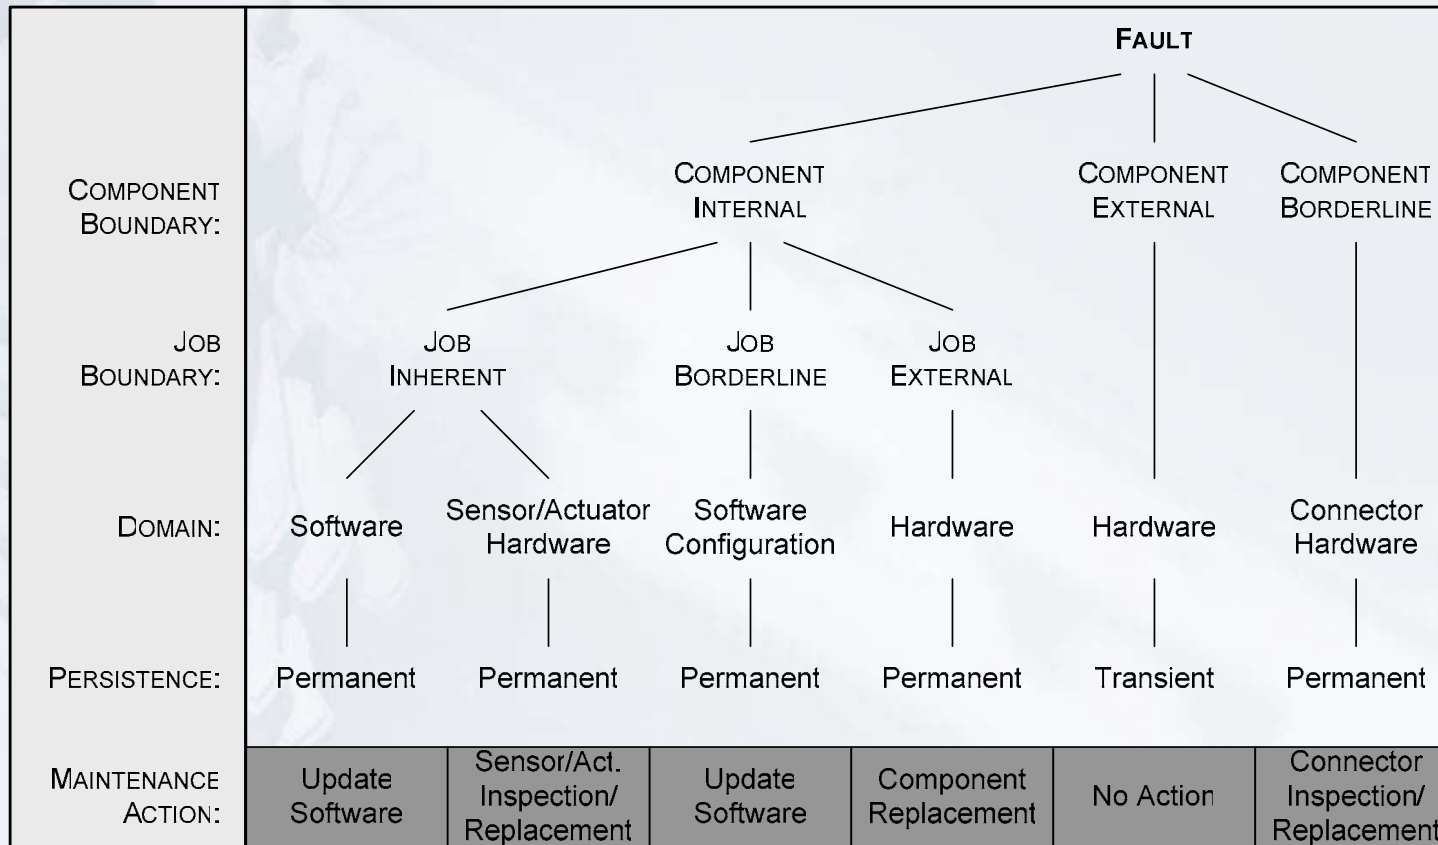 FAULT
COMPONENT BOUNDARY:
COMPONENT INTERNAL
COMPONENT EXTERNAL
COMPONENT BORDERLINE
JOB BOUNDARY:
JOB INHERENT
JOB BORDERLINE
JOB EXTERNAL
DOMAIN:
Software
Sensor/Actuator Hardware
Software Configuration
Hardware
Hardware
Connector Hardware
PERSISTENCE:
Permanent
Permanent
Permanent
Permanent
Transient
Permanent
MAINTENANCE ACTION:
Update Software
Sensor/Act. Inspection/ Replacement
Update Software
Component Replacement
No Action
Connector Inspection/ Replacement